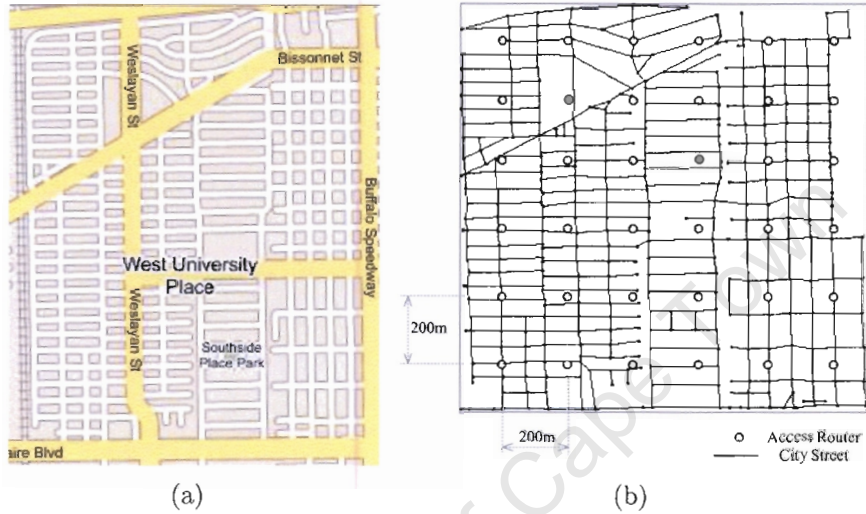 Weslayan St
Bissonnet St
Buffalo Speedway
West University
Place
Weslayan St
Southside
Place Park
aire Blvd
200m
200m
Access Router
City Street
(a)
(b)
of Cape Town